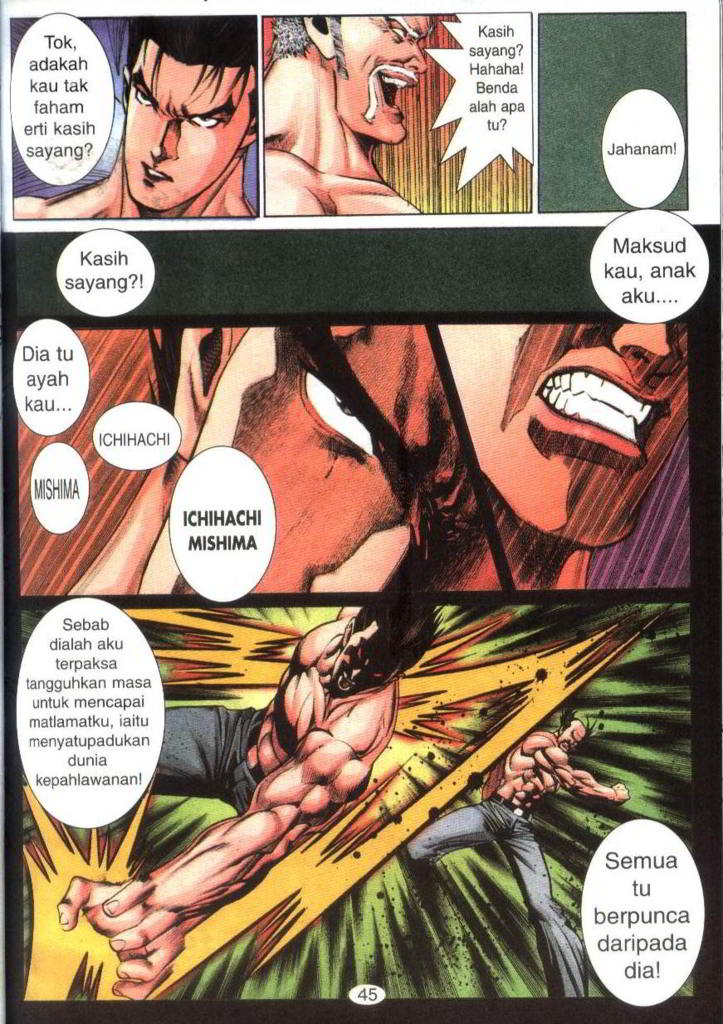 Tok,
adakah
kau tak
faham
erti kasih
sayang?
Kasih
sayang?
Hahaha!
Benda
alah apa
tu?
Jahanam!
Kasih
sayang?!
Maksud
kau, anak
aku....
Dia tu
ayah
kau...
ICHIHACHI
MISHIMA
ICHIHACHI
MISHIMA
Sebab
dialah aku
terpaksa
tangguhkan masa
untuk mencapai
matlamatku, iaitu
menyatupadukan
dunia
kepahlawanan!
Semua
tu
berpunca
daripada
dia!
45